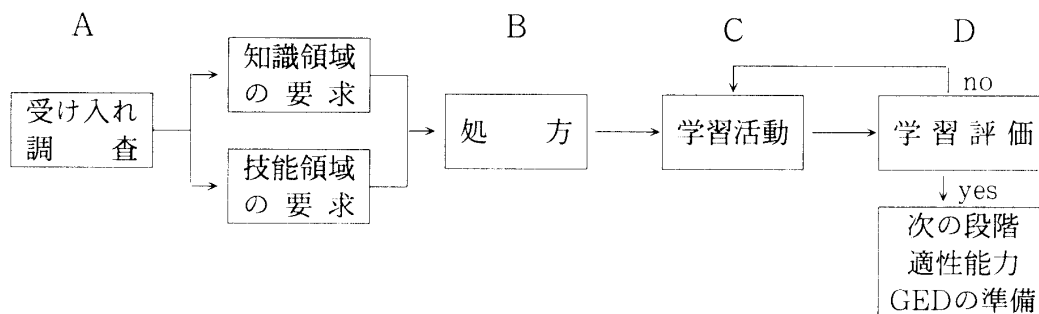 A
B
C
D
受け入れ
調査
知識領域
の要求
技能領域
の要求
処方
学習活動
学習評価
no
yes
次の段階
適性能力
GEDの準備